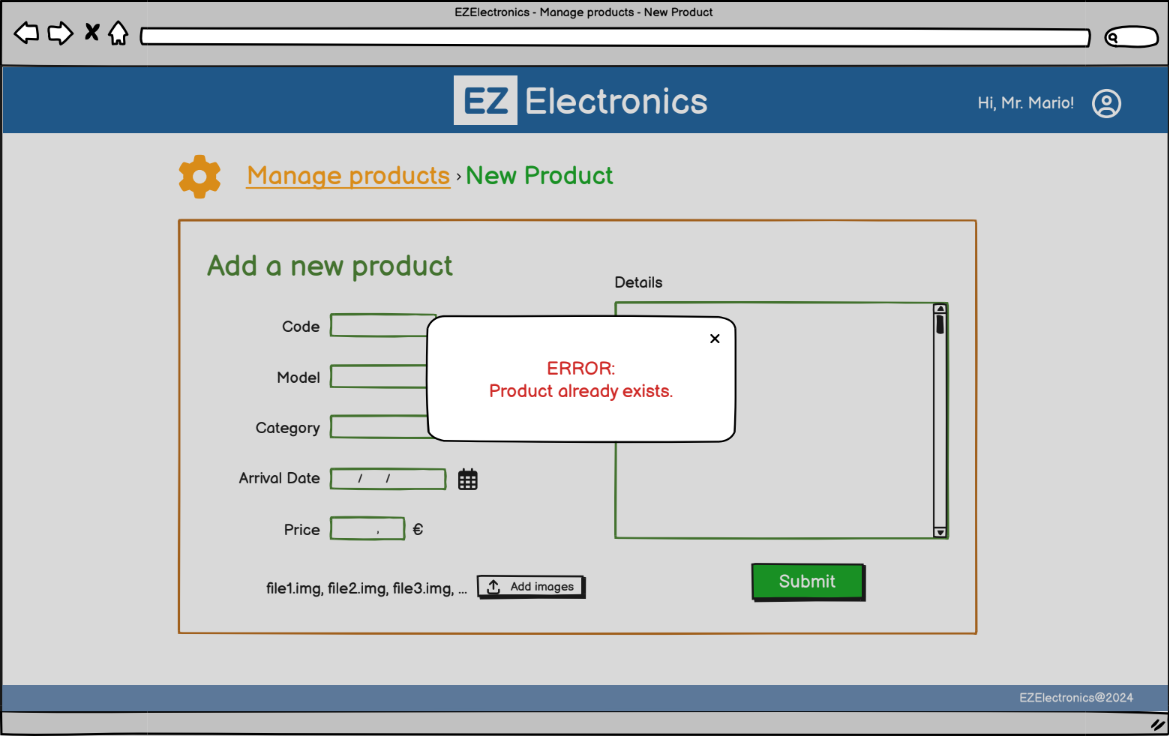 EZElectronics - Manage products - New Product
EZ Electronics
Hi, Mr. Mario!
Manage products › New Product
Add a new product
Details
Code
ERROR:
Product already exists.
Model
Category
Arrival Date / /
Price , €
file1.img, file2.img, file3.img, ... Add images
Submit
EZElectronics@2024